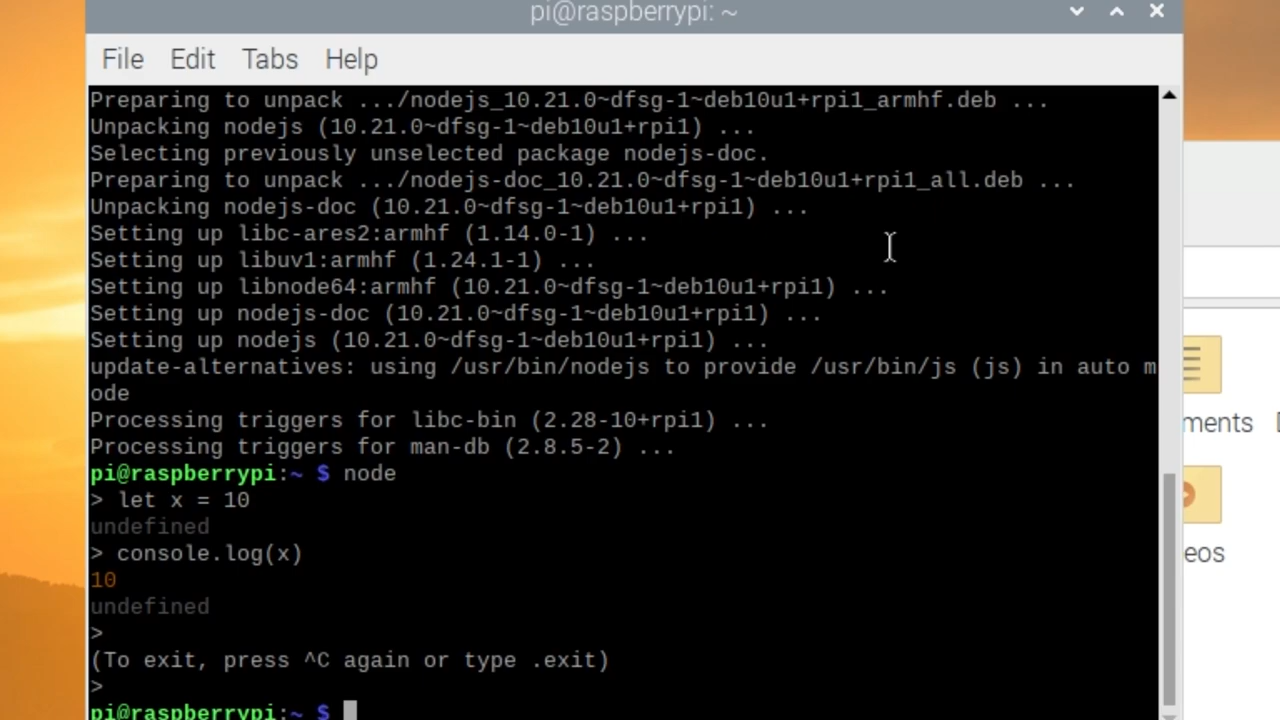 pi@raspberrypi: ~
File Edit Tabs Help
Preparing to unpack .../nodejs_10.21.0~dfsg-1~deb10u1+rpi1_armhf.deb ...
Unpacking nodejs (10.21.0~dfsg-1~deb10u1+rpi1) ...
Selecting previously unselected package nodejs-doc.
Preparing to unpack .../nodejs-doc_10.21.0~dfsg-1~deb10u1+rpi1_all.deb ...
Unpacking nodejs-doc (10.21.0~dfsg-1~deb10u1+rpi1) ...
Setting up libc-ares2:armhf (1.14.0-1) ...
Setting up libuv1:armhf (1.24.1-1) ...
Setting up libnode64:armhf (10.21.0~dfsg-1~deb10u1+rpi1) ...
Setting up nodejs-doc (10.21.0~dfsg-1~deb10u1+rpi1) ...
Setting up nodejs (10.21.0~dfsg-1~deb10u1+rpi1) ...
update-alternatives: using /usr/bin/nodejs to provide /usr/bin/js (js) in auto m
ode
Processing triggers for libc-bin (2.28-10+rpi1) ...
Processing triggers for man-db (2.8.5-2) ...
pi@raspberrypi:~ $ node
> let x = 10
undefined
> console.log(x)
10
undefined
>
(To exit, press ^C again or type .exit)
>
pi@raspberrypi:~ $
ments
eos